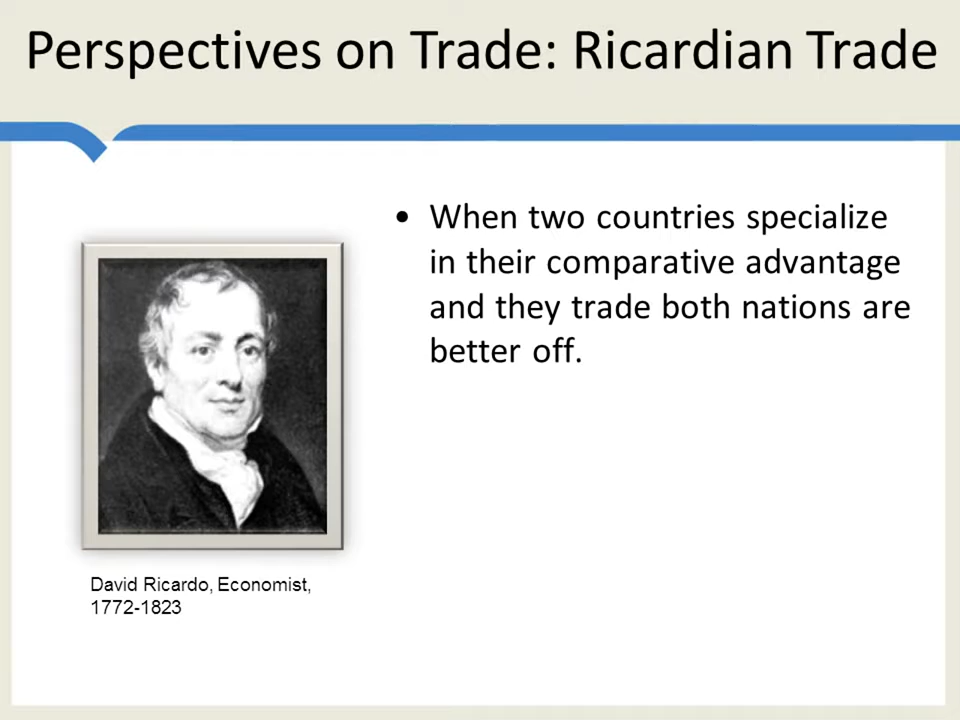 Perspectives on Trade: Ricardian Trade
• When two countries specialize
in their comparative advantage
and they trade both nations are
better off.
David Ricardo, Economist,
1772-1823